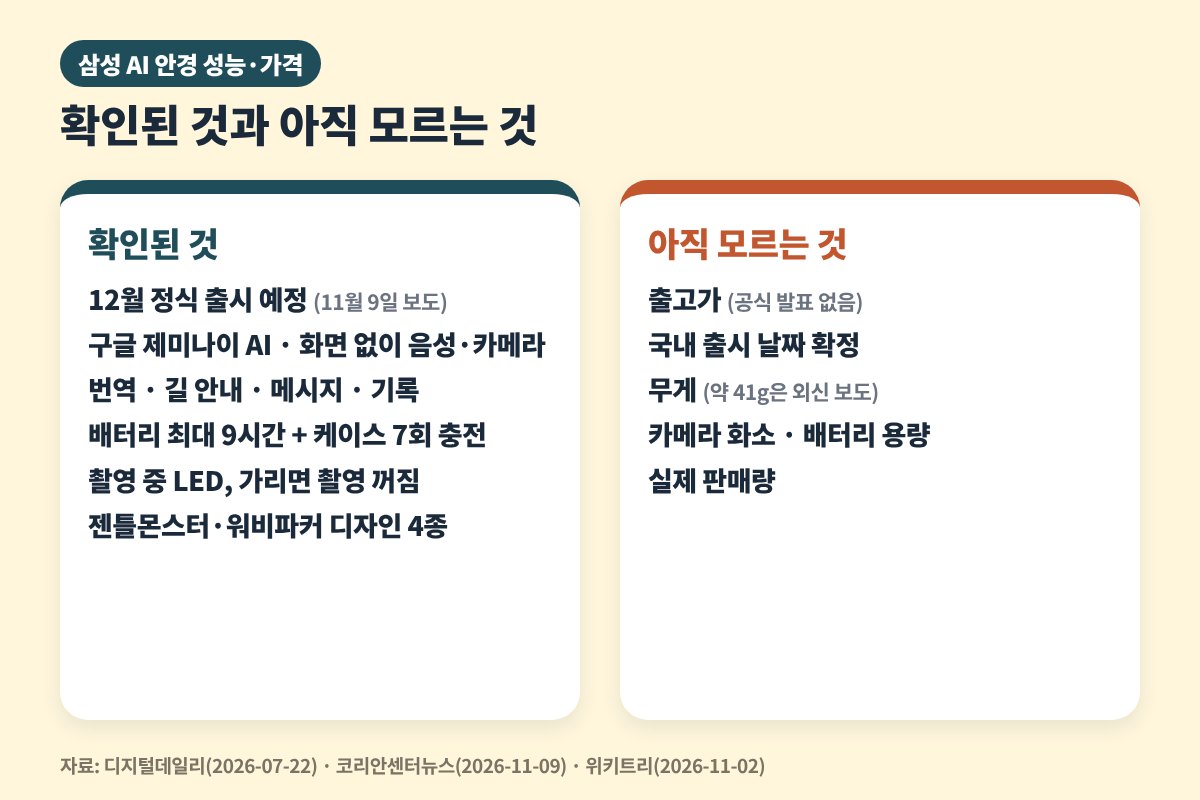 삼성 AI 안경 성능·가격
확인된 것과 아직 모르는 것
확인된 것
12월 정식 출시 예정 (11월 9일 보도)
구글 제미나이 AI · 화면 없이 음성·카메라
번역 · 길 안내 · 메시지 · 기록
배터리 최대 9시간 + 케이스 7회 충전
촬영 중 LED, 가리면 촬영 꺼짐
젠틀몬스터·워비파커 디자인 4종
아직 모르는 것
출고가 (공식 발표 없음)
국내 출시 날짜 확정
무게 (약 41g은 외신 보도)
카메라 화소 · 배터리 용량
실제 판매량
자료: 디지털데일리(2026-07-22) · 코리안센터뉴스(2026-11-09) · 위키트리(2026-11-02)